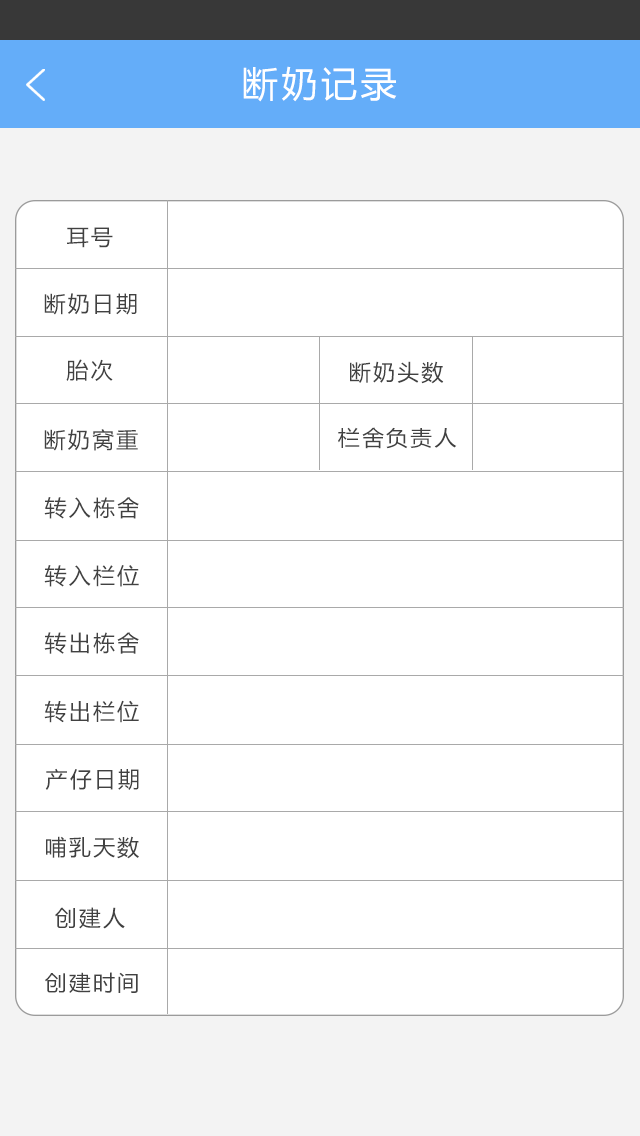 断奶记录
耳号
断奶日期
胎次 断奶头数
断奶窝重 栏舍负责人
转入栋舍
转入栏位
转出栋舍
转出栏位
产仔日期
哺乳天数
创建人
创建时间